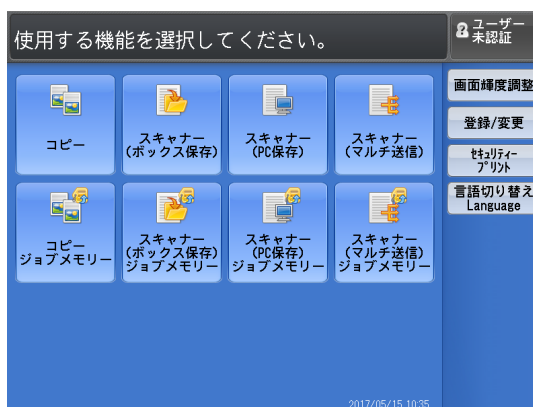 使用する機能を選択してください。
ユーザー
未認証
画面輝度調整
登録/変更
セキュリティー
プリント
言語切り替え
Language
コピー
スキャナー
(ボックス保存)
スキャナー
(PC保存)
スキャナー
(マルチ送信)
コピー
ジョブメモリー
スキャナー
(ボックス保存)
ジョブメモリー
スキャナー
(PC保存)
ジョブメモリー
スキャナー
(マルチ送信)
ジョブメモリー
2017/05/15 10:35